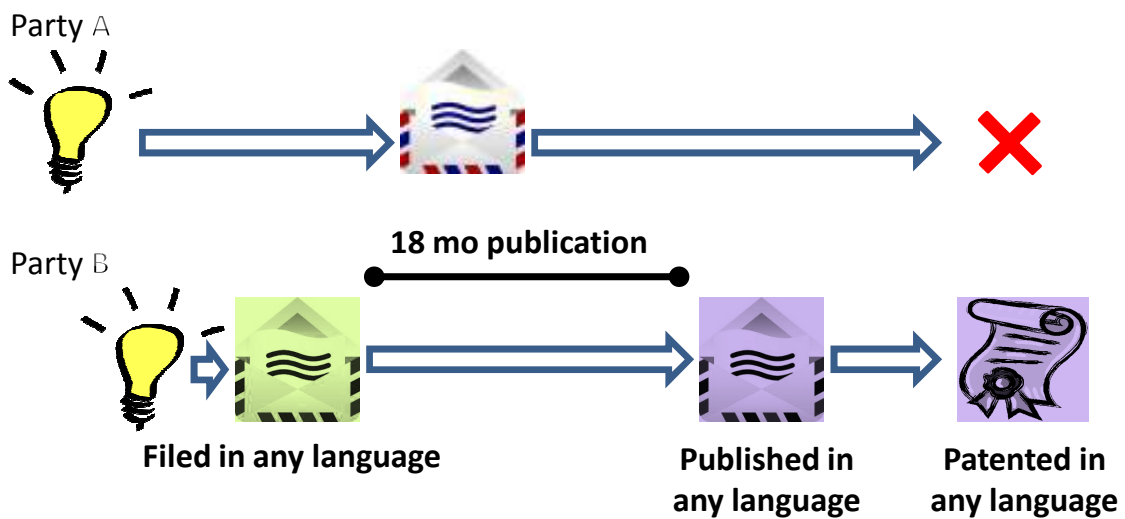 Party A
18 mo publication
Party B
Filed in any language
Published in
any language
Patented in
any language